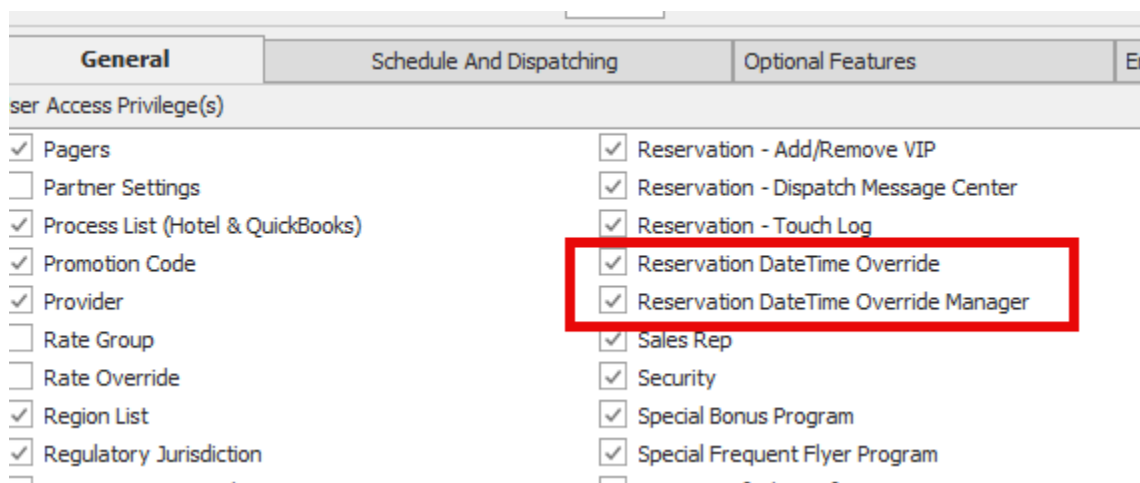 General
Schedule And Dispatching
Optional Features
ser Access Privilege(s)
Pagers
Partner Settings
Process List (Hotel & QuickBooks)
Promotion Code
Provider
Rate Group
Rate Override
Region List
Regulatory Jurisdiction
Reservation - Add/Remove VIP
Reservation - Dispatch Message Center
Reservation - Touch Log
Reservation DateTime Override
Reservation DateTime Override Manager
Sales Rep
Security
Special Bonus Program
Special Frequent Flyer Program